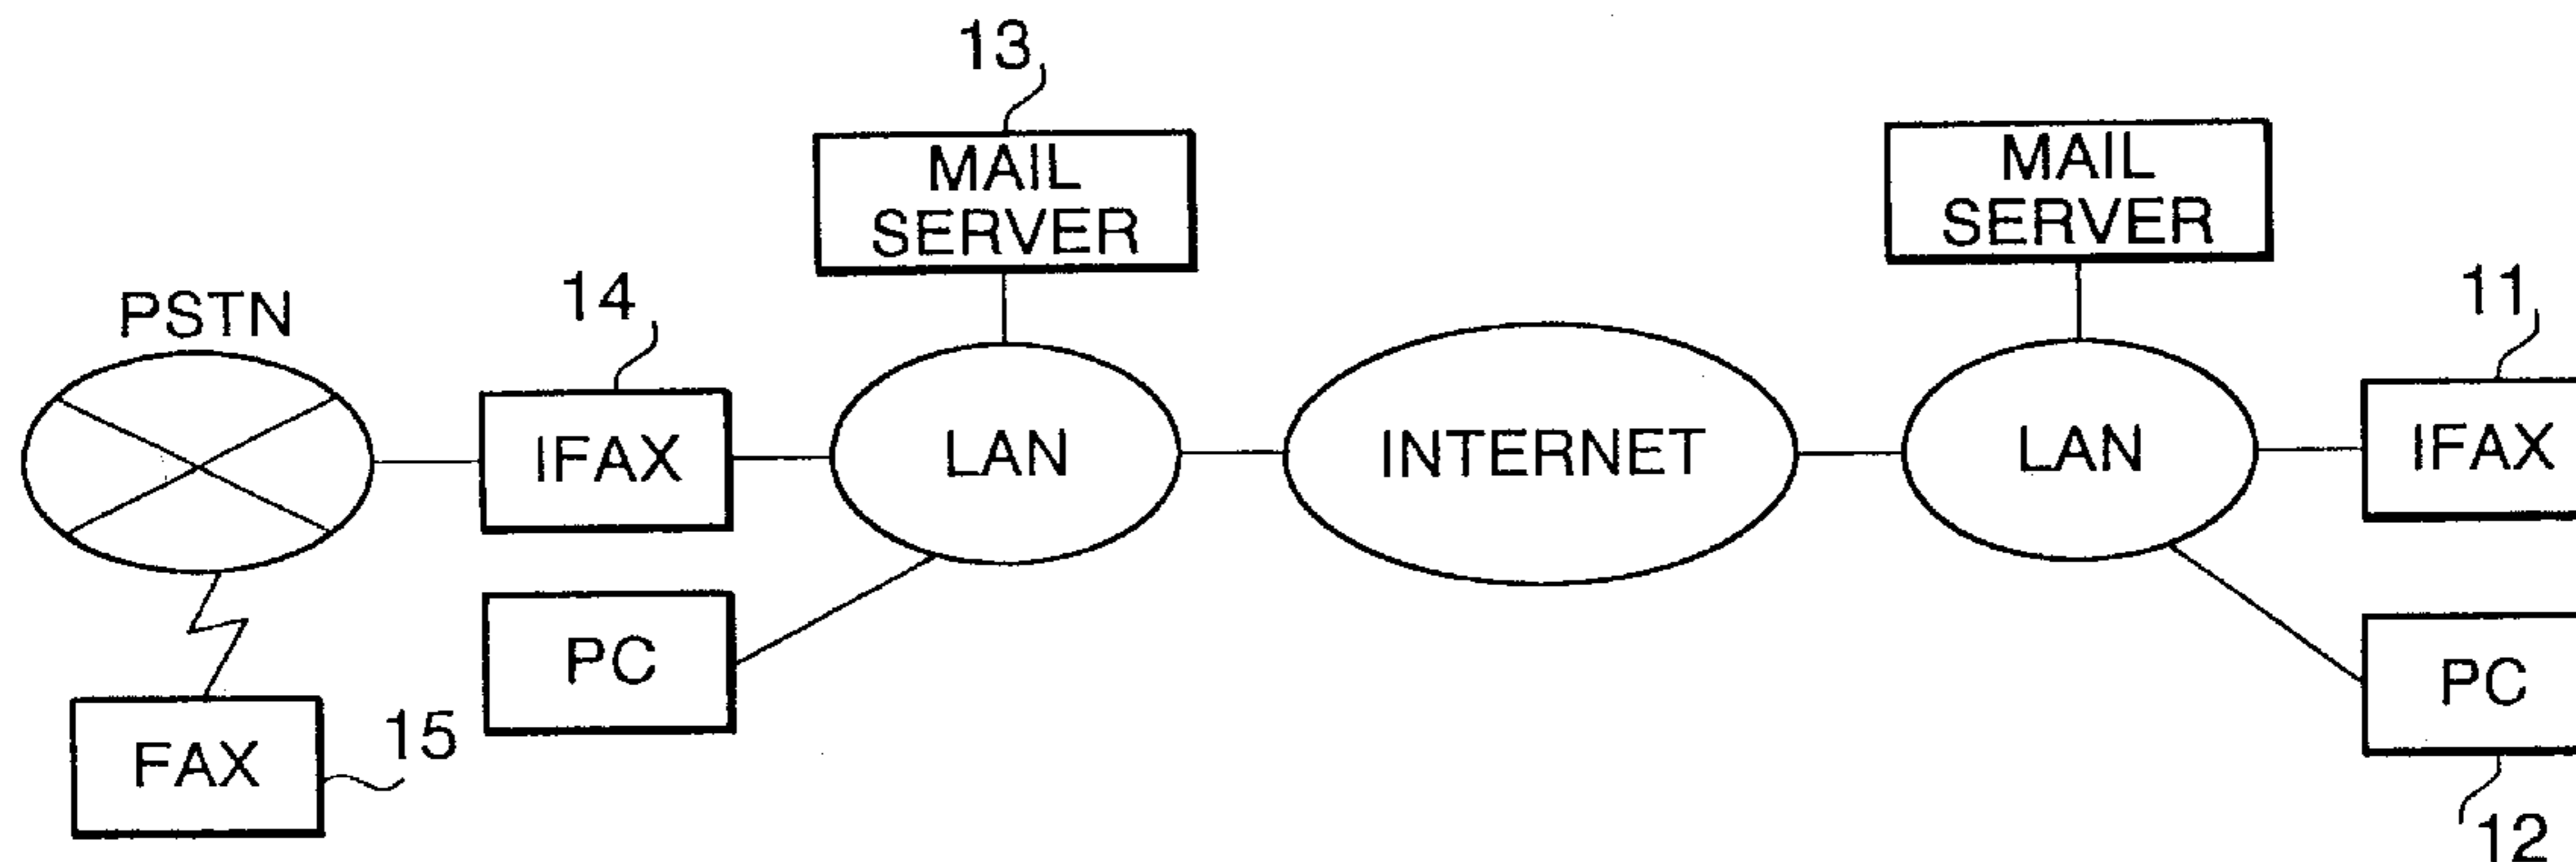 13
MAIL
SERVER
MAIL
SERVER
14
11
PSTN
IFAX
LAN
INTERNET
LAN
IFAX
PC
PC
15
FAX
12